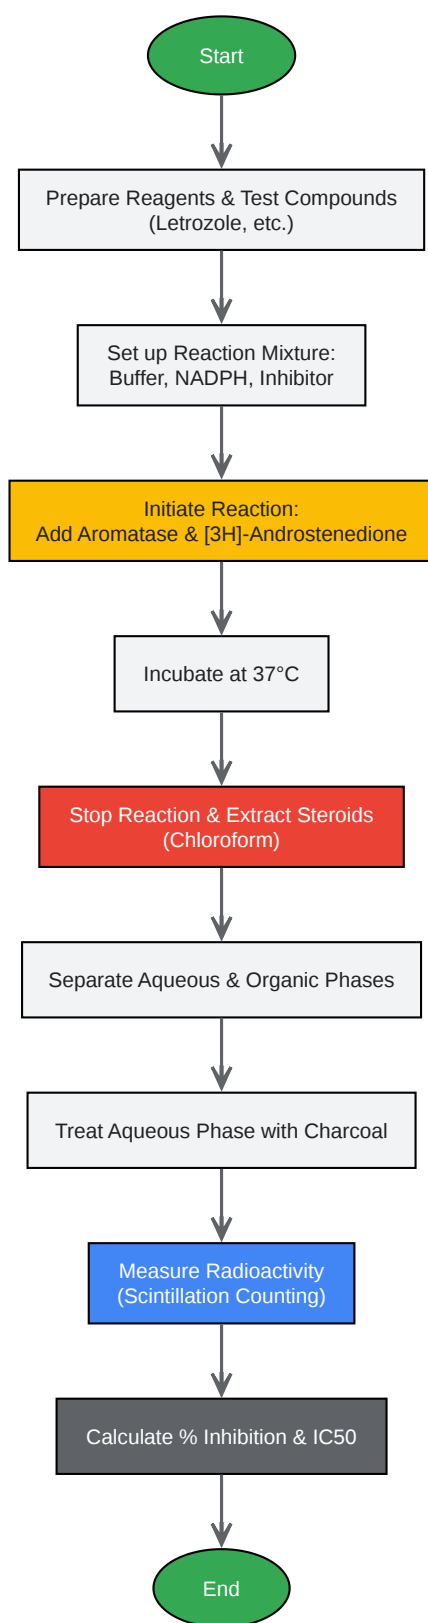 Start
Prepare Reagents & Test Compounds
(Letrozole, etc.)
Set up Reaction Mixture:
Buffer, NADPH, Inhibitor
Initiate Reaction:
Add Aromatase & [3H]-Androstenedione
Incubate at 37°C
Stop Reaction & Extract Steroids
(Chloroform)
Separate Aqueous & Organic Phases
Treat Aqueous Phase with Charcoal
Measure Radioactivity
(Scintillation Counting)
Calculate % Inhibition & IC50
End